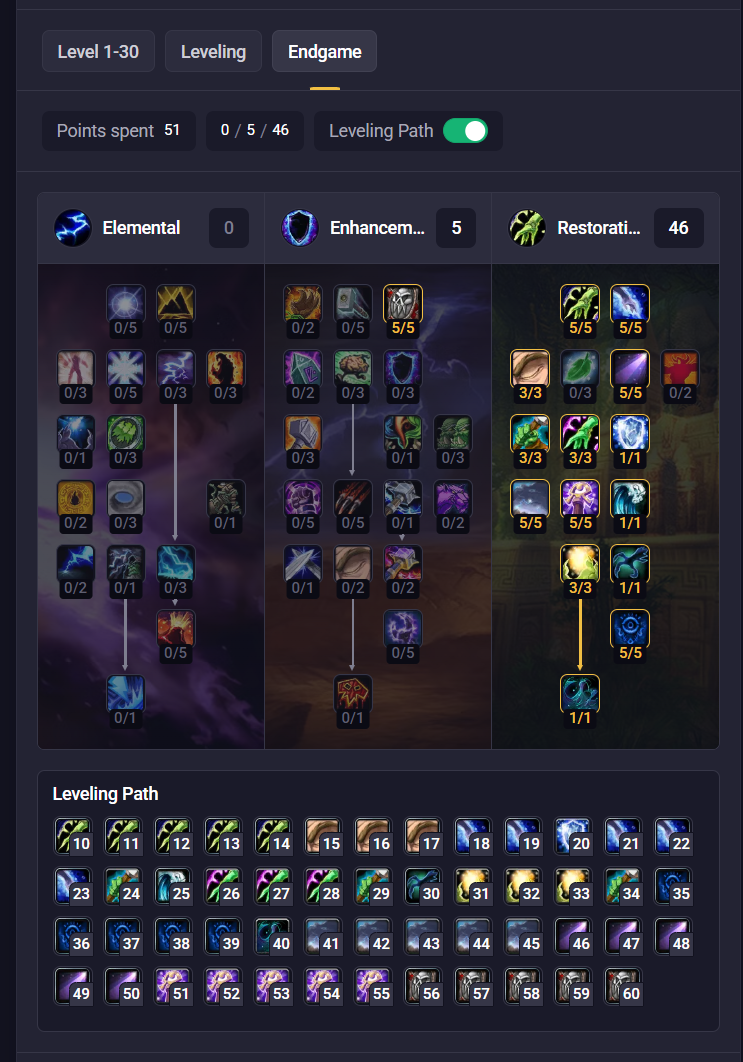 Level 1-30 Leveling Endgame
Points spent 51 0 / 5 / 46 Leveling Path
Elemental 0 Enhancem... 5 Restorati... 46
0/5 0/5 0/2 0/5 5/5 5/5 5/5
0/3 0/5 0/3 0/3 0/2 0/3 0/3 3/3 0/3 5/5 0/2
0/1 0/3 0/3 0/1 0/3 3/3 3/3 1/1
0/2 0/3 0/1 0/5 0/5 0/1 0/2 5/5 5/5 1/1
0/2 0/1 0/3 0/1 0/2 0/2 3/3 1/1
0/5 0/5 5/5
0/1 0/1 1/1
Leveling Path
10 11 12 13 14 15 16 17 18 19 20 21 22
23 24 25 26 27 28 29 30 31 32 33 34 35
36 37 38 39 40 41 42 43 44 45 46 47 48
49 50 51 52 53 54 55 56 57 58 59 60